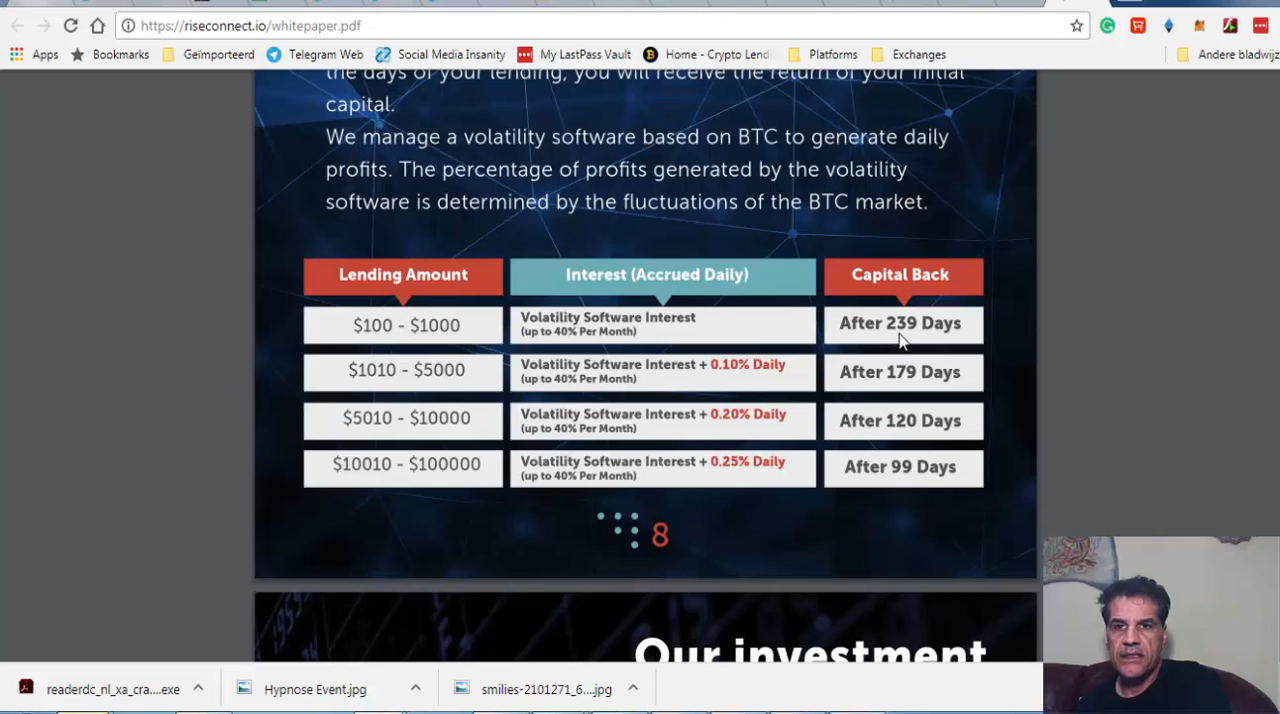 https://riseconnect.io/whitepaper.pdf
Apps Bookmarks Geïmporteerd Telegram Web Social Media Insanity My LastPass Vault Home - Crypto Lendi Platforms Exchanges Andere bladwijz
the days of your lending, you will receive the return of your initial
capital.
We manage a volatility software based on BTC to generate daily
profits. The percentage of profits generated by the volatility
software is determined by the fluctuations of the BTC market.
Lending Amount Interest (Accrued Daily) Capital Back
$100 - $1000 Volatility Software Interest After 239 Days
(up to 40% Per Month)
$1010 - $5000 Volatility Software Interest + 0.10% Daily After 179 Days
(up to 40% Per Month)
$5010 - $10000 Volatility Software Interest + 0.20% Daily After 120 Days
(up to 40% Per Month)
$10010 - $100000 Volatility Software Interest + 0.25% Daily After 99 Days
(up to 40% Per Month)
8
Our investment
readerdc_nl_xa_cra....exe Hypnose Event.jpg smilies-2101271_6....jpg